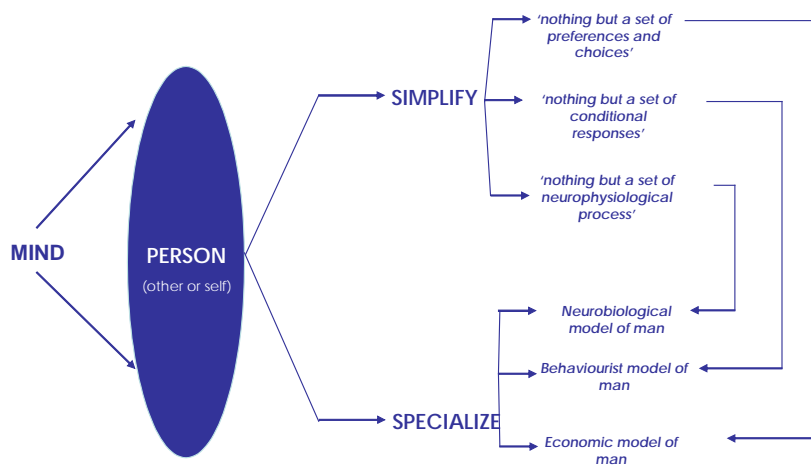 MIND
PERSON
(other or self)
SIMPLIFY
‘nothing but a set of
preferences and
choices’
‘nothing but a set of
conditional
responses’
‘nothing but a set of
neurophysiological
process’
SPECIALIZE
Neurobiological
model of man
Behaviourist model of
man
Economic model of
man